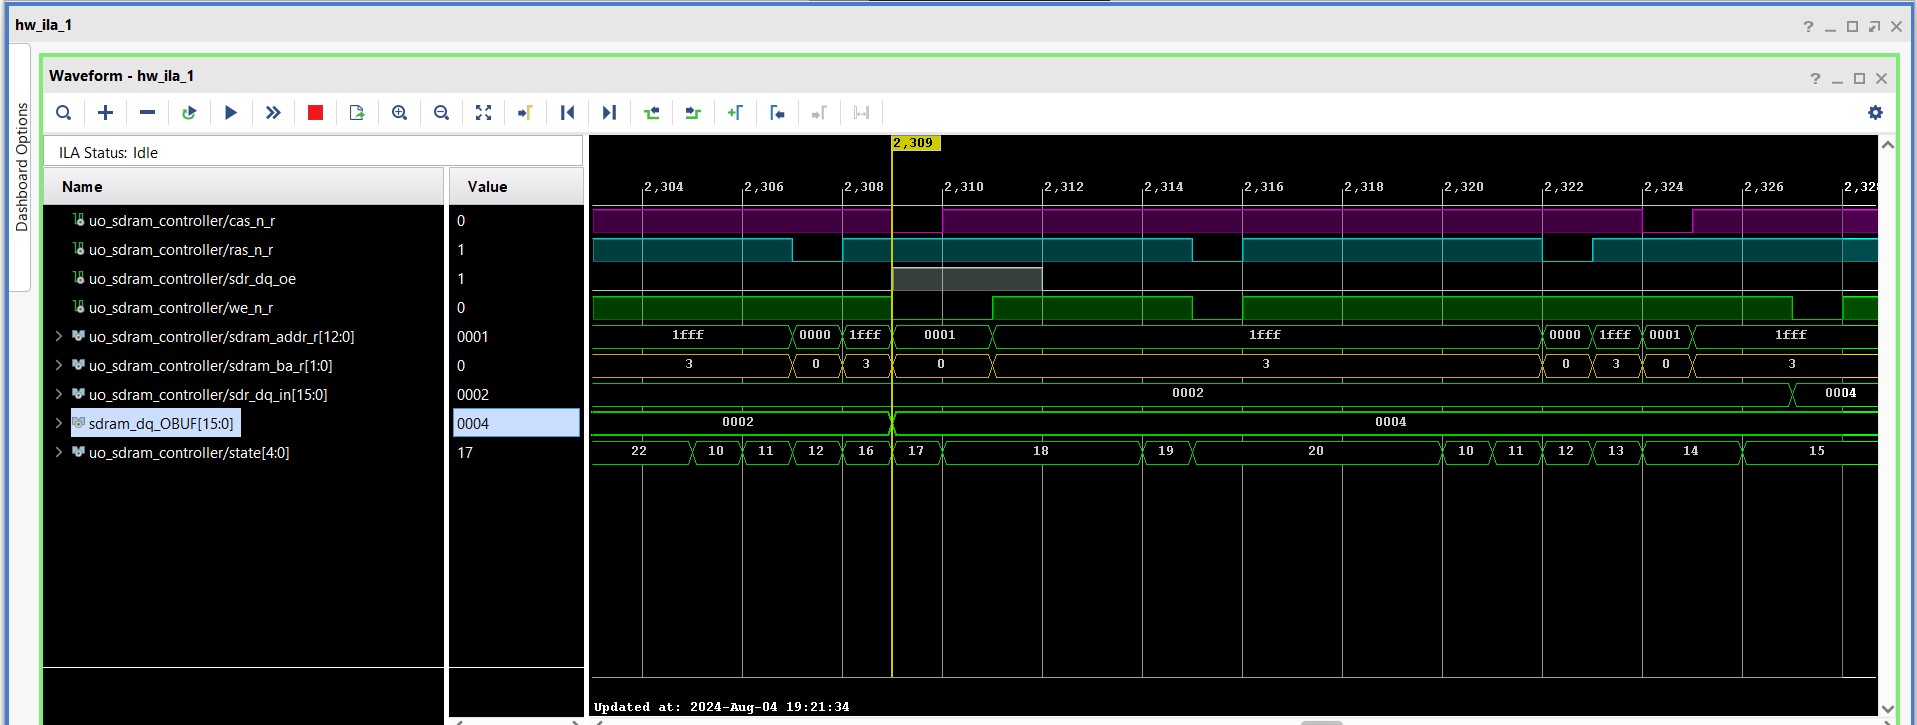 hw_ila_1
Dashboard Options
Waveform - hw_ila_1
ILA Status: Idle
2,309
Name Value
2,304 2,306 2,308 2,310 2,312 2,314 2,316 2,318 2,320 2,322 2,324 2,326 2,328
uo_sdram_controller/cas_n_r 0
uo_sdram_controller/ras_n_r 1
uo_sdram_controller/sdr_dq_oe 1
uo_sdram_controller/we_n_r 0
uo_sdram_controller/sdram_addr_r[12:0] 0001 1fff 0000 1fff 0001 1fff 0000 1fff 0001 1fff
uo_sdram_controller/sdram_ba_r[1:0] 0 3 0 3 0 3 0 3 0 3
uo_sdram_controller/sdr_dq_in[15:0] 0002 0002 0004
sdram_dq_OBUF[15:0] 0004 0002 0004
uo_sdram_controller/state[4:0] 17 22 10 11 12 16 17 18 19 20 10 11 12 13 14 15
Updated at: 2024-Aug-04 19:21:34